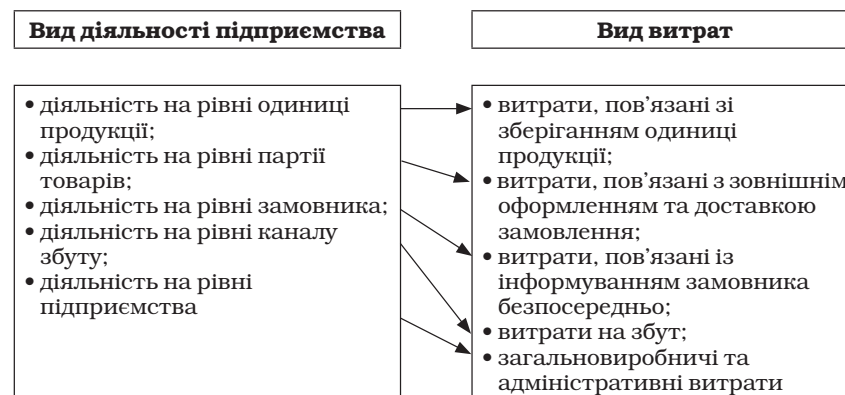 Вид діяльності підприємства
Вид витрат
• діяльність на рівні одиниці
продукції;
• діяльність на рівні партії
товарів;
• діяльність на рівні замовника;
• діяльність на рівні каналу
збуту;
• діяльність на рівні
підприємства
• витрати, пов’язані зі
зберіганням одиниці
продукції;
• витрати, пов’язані з зовнішнім
оформленням та доставкою
замовлення;
• витрати, пов’язані із
інформуванням замовника
безпосередньо;
• витрати на збут;
• загальновиробничі та
адміністративні витрати